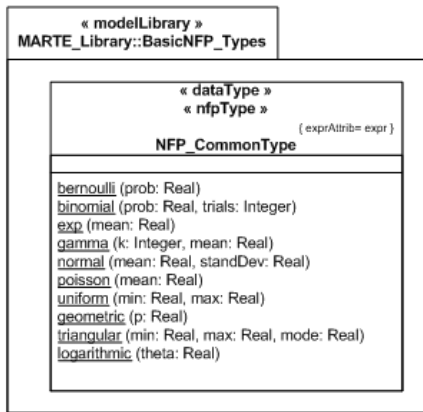 « modelLibrary »
MARTE_Library::BasicNFP_Types
« dataType »
« nfpType »
{ exprAttrib= expr }
NFP_CommonType
bernoulli (prob: Real)
binomial (prob: Real, trials: Integer)
exp (mean: Real)
gamma (k: Integer, mean: Real)
normal (mean: Real, standDev: Real)
poisson (mean: Real)
uniform (min: Real, max: Real)
geometric (p: Real)
triangular (min: Real, max: Real, mode: Real)
logarithmic (theta: Real)